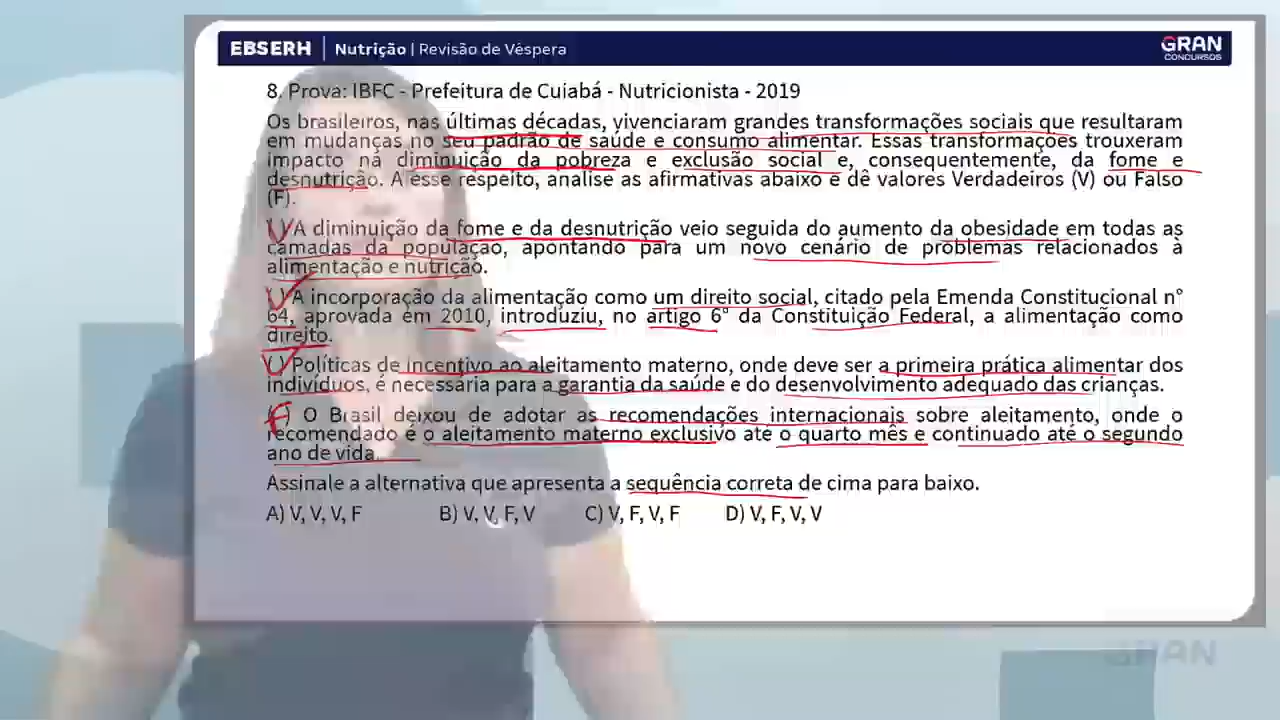 EBSERH | Nutrição | Revisão de Véspera
GRAN
CONCURSOS
8. Prova: IBFC - Prefeitura de Cuiabá - Nutricionista - 2019
Os brasileiros, nas últimas décadas, vivenciaram grandes transformações sociais que resultaram
em mudanças no seu padrão de saúde e consumo alimentar. Essas transformações trouxeram
impacto na diminuição da pobreza e exclusão social e, consequentemente, da fome e
desnutrição. A esse respeito, analise as afirmativas abaixo e dê valores Verdadeiros (V) ou Falso
(F).
V A diminuição da fome e da desnutrição veio seguida do aumento da obesidade em todas as
camadas da população, apontando para um novo cenário de problemas relacionados à
alimentação e nutrição.
V A incorporação da alimentação como um direito social, citado pela Emenda Constitucional nº
64, aprovada em 2010, introduziu, no artigo 6º da Constituição Federal, a alimentação como
direito.
V Políticas de incentivo ao aleitamento materno, onde deve ser a primeira prática alimentar dos
indivíduos, é necessária para a garantia da saúde e do desenvolvimento adequado das crianças.
F O Brasil deixou de adotar as recomendações internacionais sobre aleitamento, onde o
recomendado é o aleitamento materno exclusivo até o quarto mês e continuado até o segundo
ano de vida.
Assinale a alternativa que apresenta a sequência correta de cima para baixo.
A) V, V, V, F B) V, V, F, V C) V, F, V, F D) V, F, V, V
GRAN